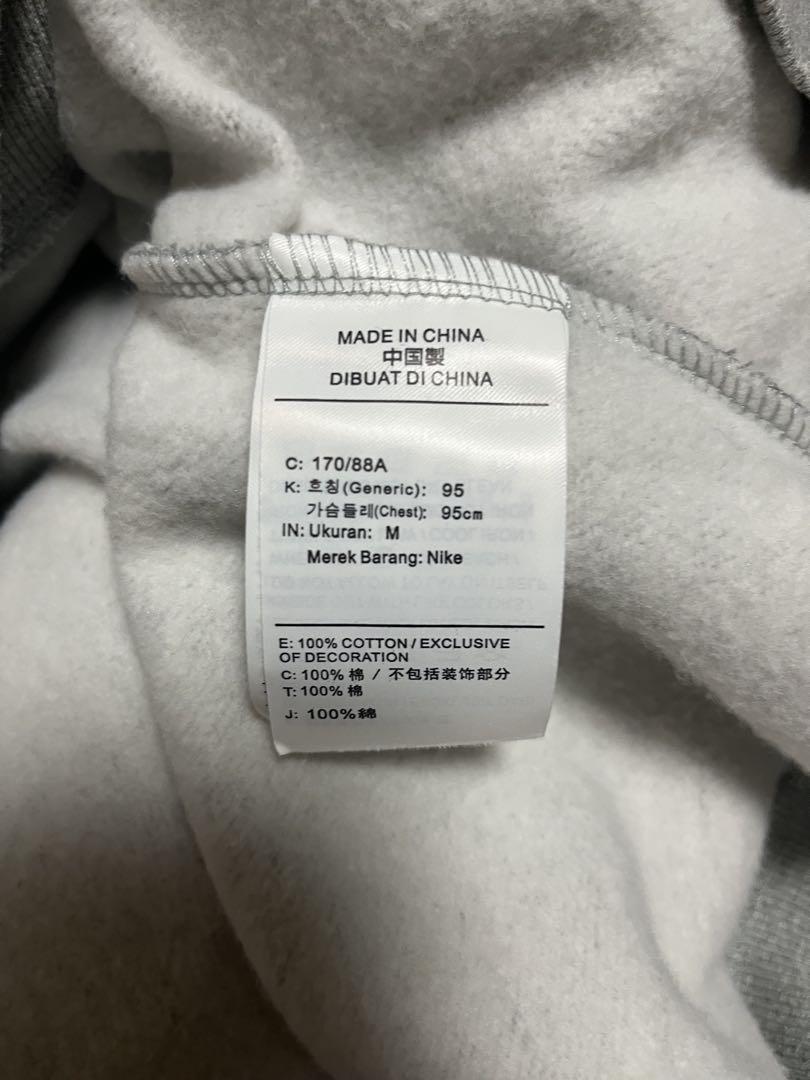 MADE IN CHINA
中国製
DIBUAT DI CHINA
C: 170/88A
K: 흐칭(Generic): 95
가슴들레(Chest): 95cm
IN: Ukuran: M
Merek Barang: Nike
E: 100% COTTON / EXCLUSIVE
OF DECORATION
C: 100% 棉 / 不包括装饰部分
T: 100% 棉
J: 100% 綿